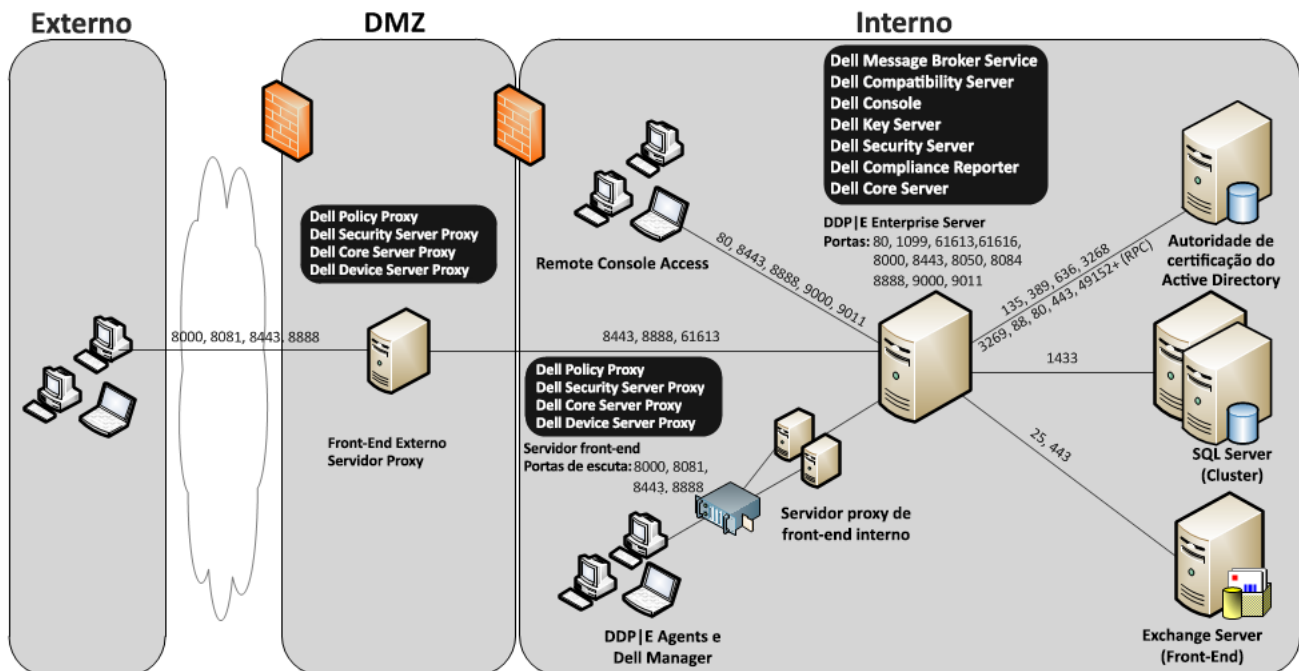 Externo
DMZ
Interno
Dell Message Broker Service
Dell Compatibility Server
Dell Console
Dell Key Server
Dell Security Server
Dell Compliance Reporter
Dell Core Server
DDP|E Enterprise Server
Portas: 80, 1099, 61613,61616,
8000, 8443, 8050, 8084
8888, 9000, 9011
Dell Policy Proxy
Dell Security Server Proxy
Dell Core Server Proxy
Dell Device Server Proxy
Remote Console Access
80, 8443, 8888, 9000, 9011
135, 389, 636, 3268
3269, 88, 80, 443, 49152+ (RPC)
Autoridade de
certificação do
Active Directory
8000, 8081, 8443, 8888
8443, 8888, 61613
1433
Dell Policy Proxy
Dell Security Server Proxy
Dell Core Server Proxy
Dell Device Server Proxy
Front-End Externo
Servidor Proxy
Servidor front-end
Portas de escuta: 8000, 8081,
8443, 8888
25, 443
SQL Server
(Cluster)
Servidor proxy de
front-end interno
DDP|E Agents e
Dell Manager
Exchange Server
(Front-End)